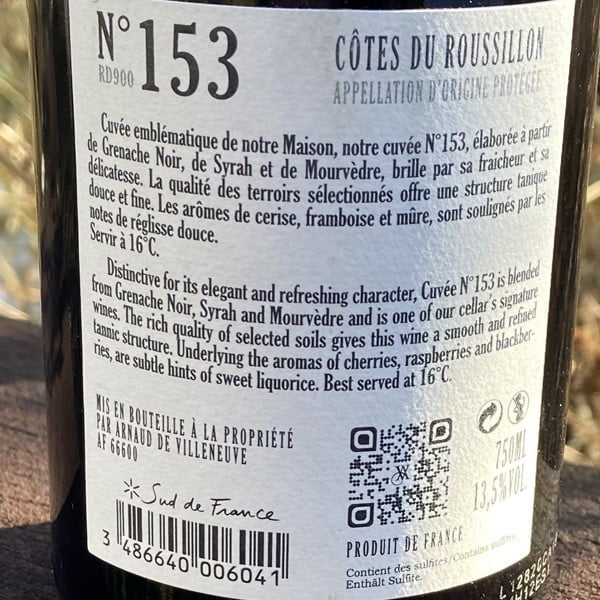 N° 153
RD900
CÔTES DU ROUSSILLON
APPELLATION D'ORIGINE PROTÉGÉE
Cuvée emblématique de notre Maison, notre cuvée N°153, élaborée à partir
de Grenache Noir, de Syrah et de Mourvèdre, brille par sa fraicheur et sa
délicatesse. La qualité des terroirs sélectionnés offre une structure tanique
douce et fine. Les arômes de cerise, framboise et mûre, sont soulignés par les
notes de réglisse douce.
Servir à 16°C.
Distinctive for its elegant and refreshing character, Cuvée N°153 is blended
from Grenache Noir, Syrah and Mourvèdre and is one of our cellar's signature
wines. The rich quality of selected soils gives this wine a smooth and refined
tannic structure. Underlying the aromas of cherries, raspberries and blackber-
ries, are subtle hints of sweet liquorice. Best served at 16°C.
MIS EN BOUTEILLE À LA PROPRIÉTÉ
PAR ARNAUD DE VILLENEUVE
AF 66600
Sud de France
3 486640 006041
750ML
13,5%VOL.
PRODUIT DE FRANCE
Contient des sulfites/Contains sulfites
Enthält Sulfite.